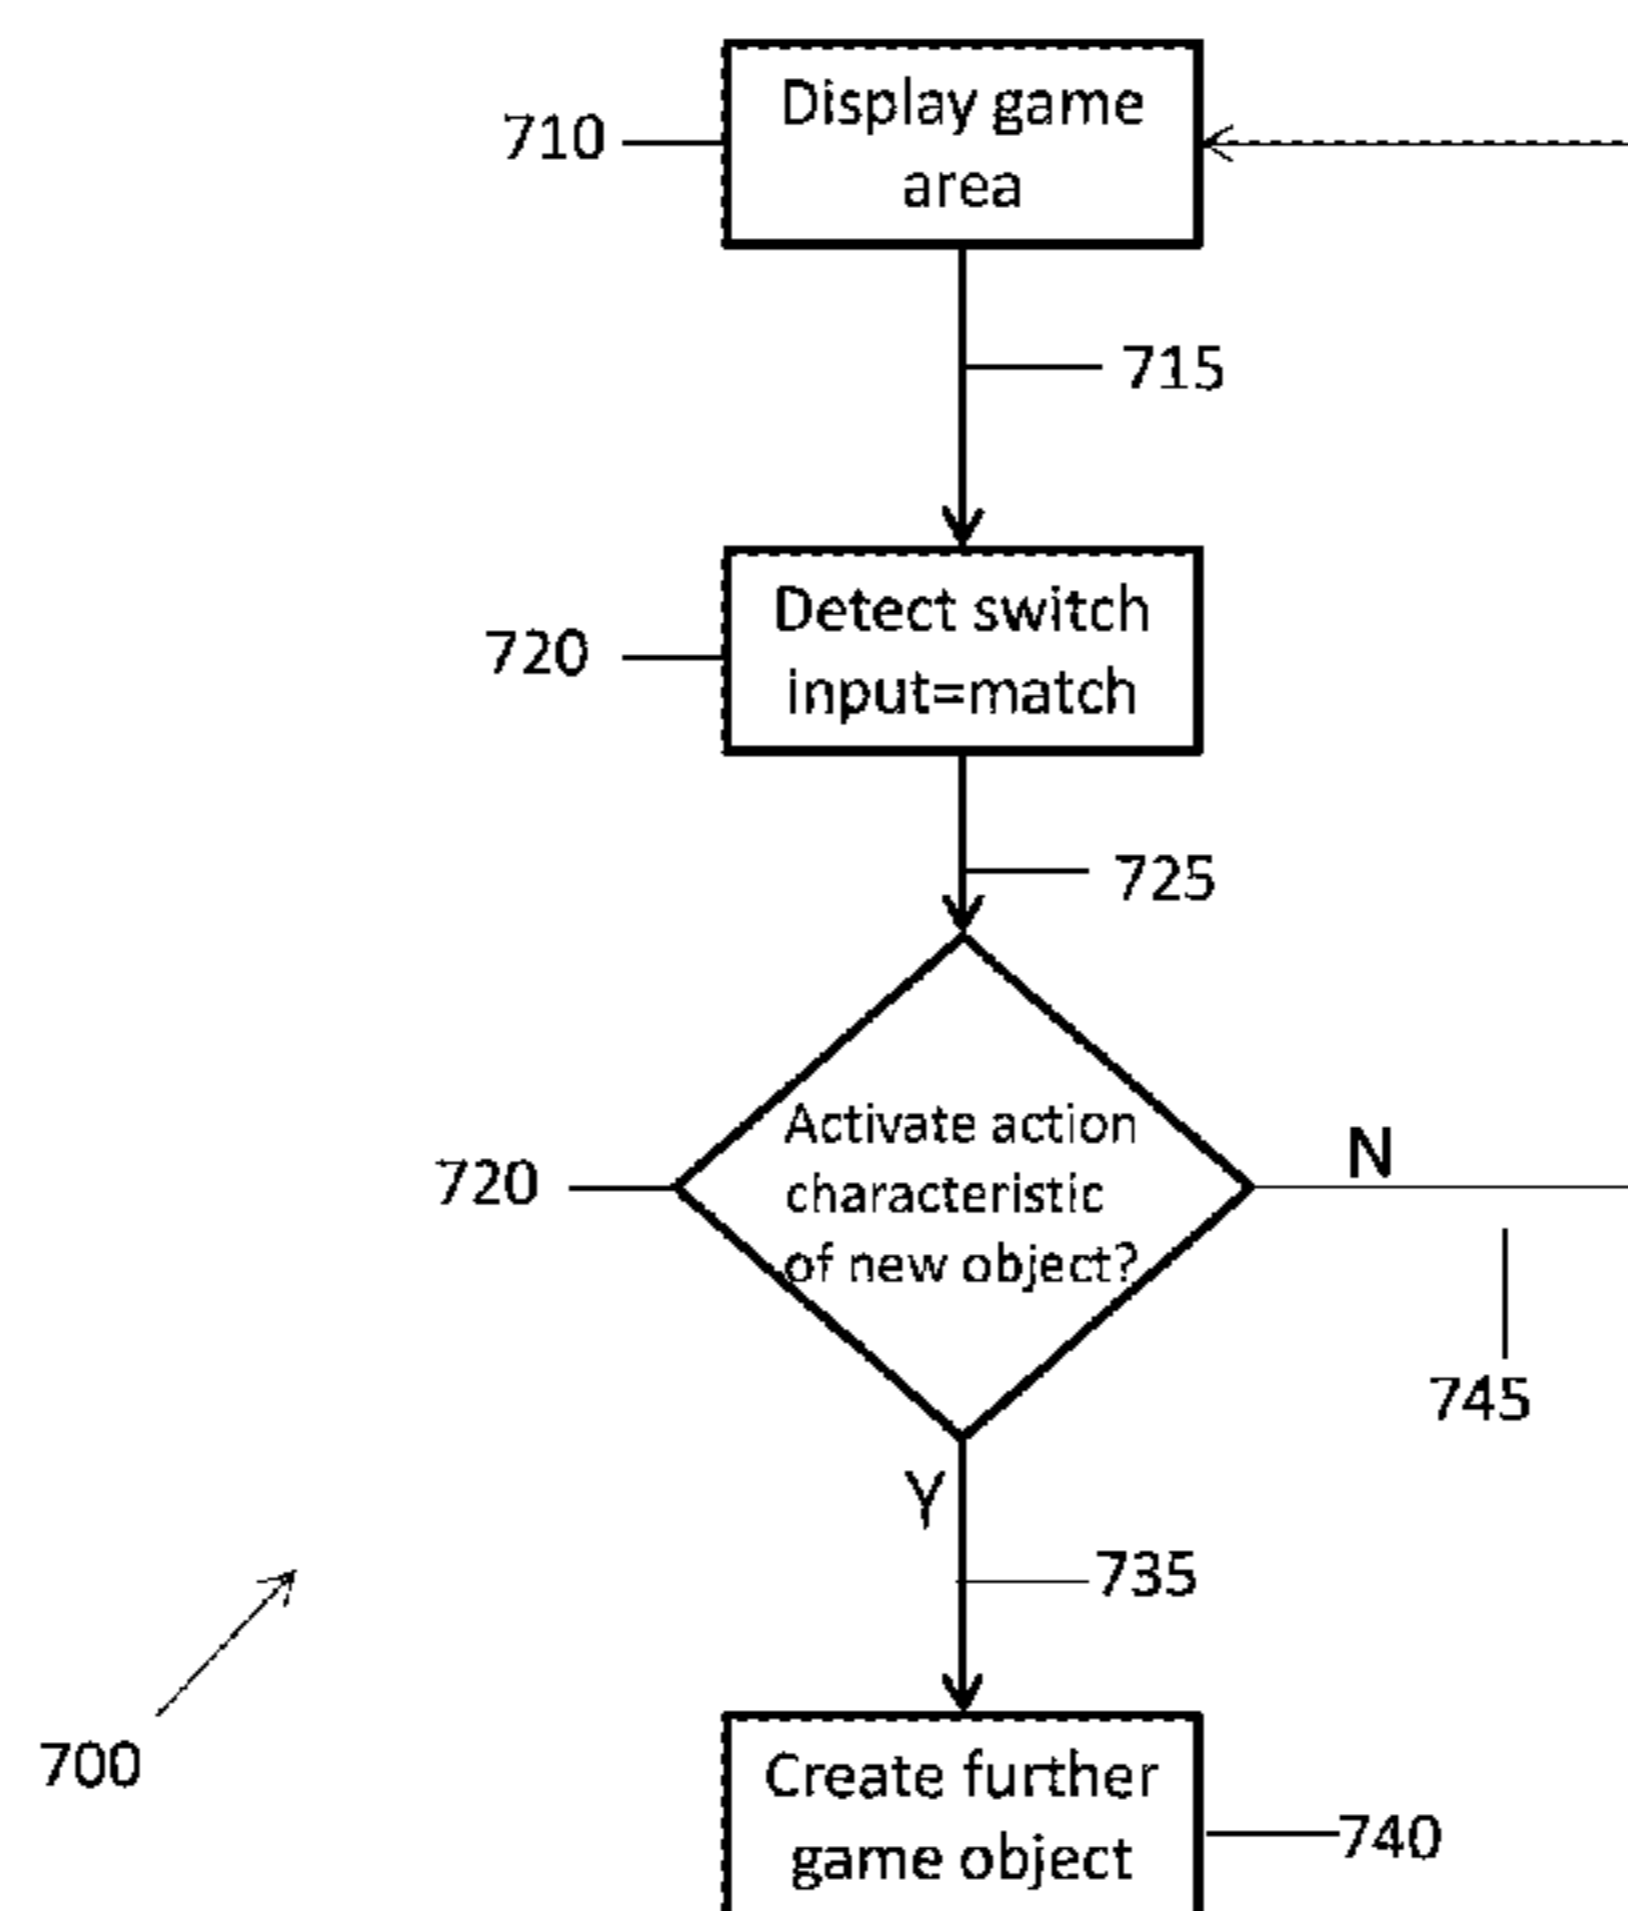 Display game
area
710
715
Detect switch
input=match
720
725
Activate action
characteristic
of new object?
720
N
745
Y
735
700
Create further
game object
740